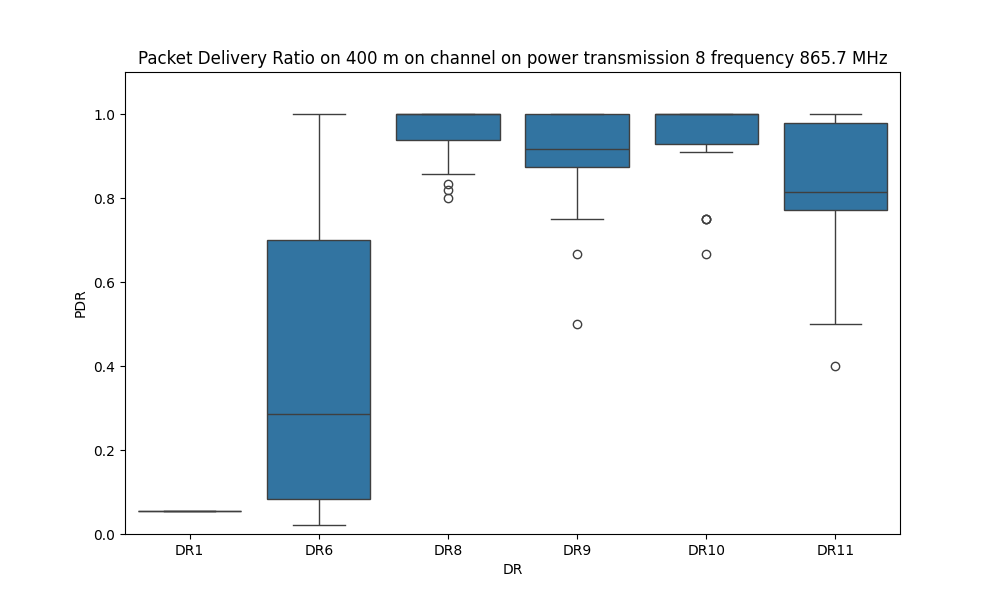 Packet Delivery Ratio on 400 m on channel on power transmission 8 frequency 865.7 MHz
1.0
0.8
0.6
0.4
0.2
0.0
PDR
DR1 DR6 DR8 DR9 DR10 DR11
DR